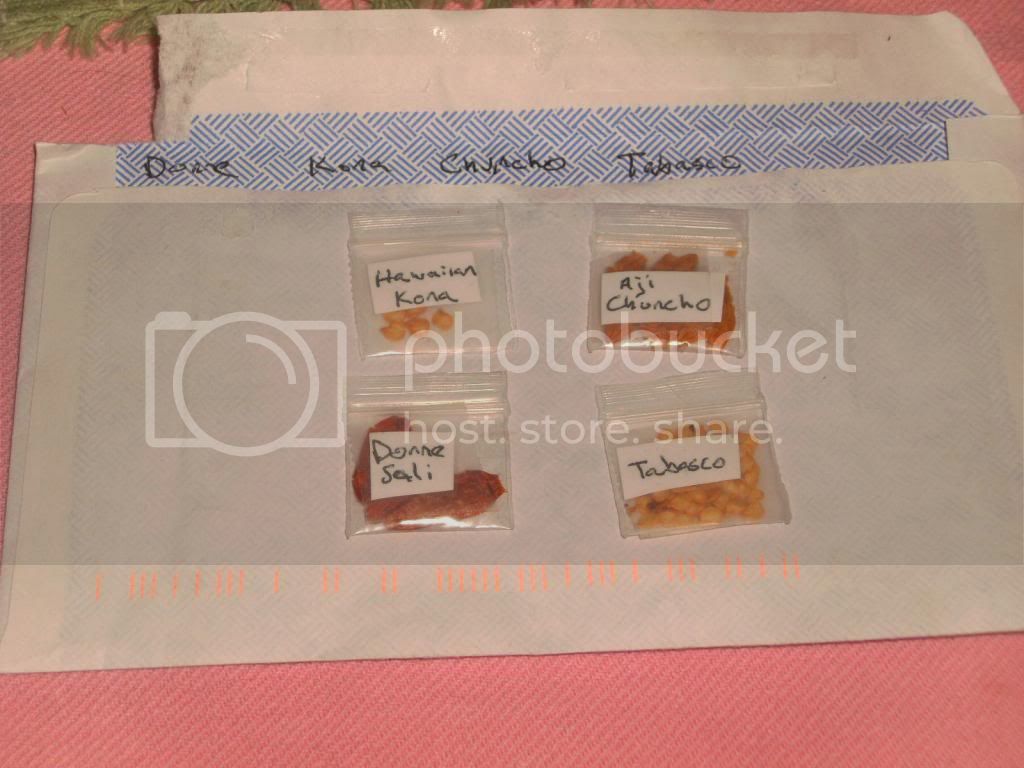 Donne Kona Chuncho Tabasco
Hawaiian
Kona
Aji
Chuncho
photobucket
host. store. share.
Donne
Sali
Tabasco